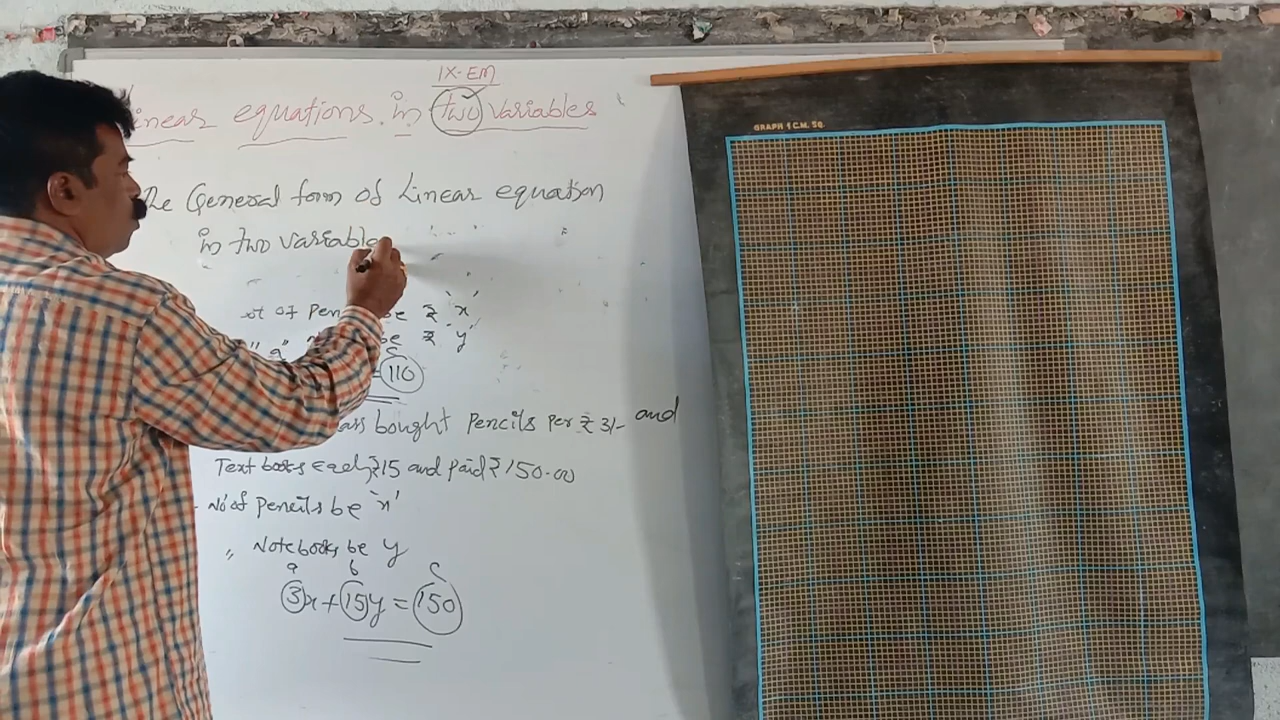 IX-EM
Linear equations in two variables
The General form of Linear equation
in two variable
GRAPH 1 C.M. SQ.
of Pen be ₹ "x"
" " be ₹ "y"
110
bought Pencils per ₹ 3/- and
Text books each ₹15 and paid ₹150.00
No of Pencils be 'x'
,, Notebooks be y
a b c
3x + 15y = 150